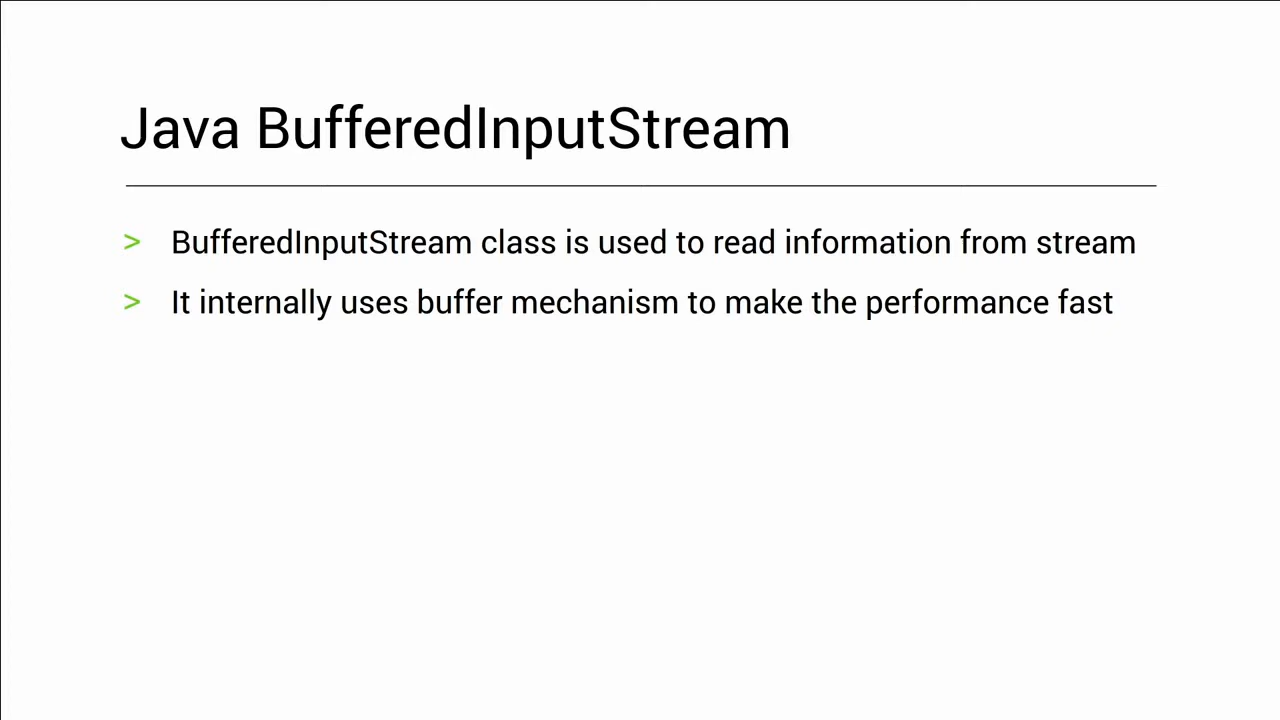 Java BufferedInputStream
> BufferedInputStream class is used to read information from stream
> It internally uses buffer mechanism to make the performance fast